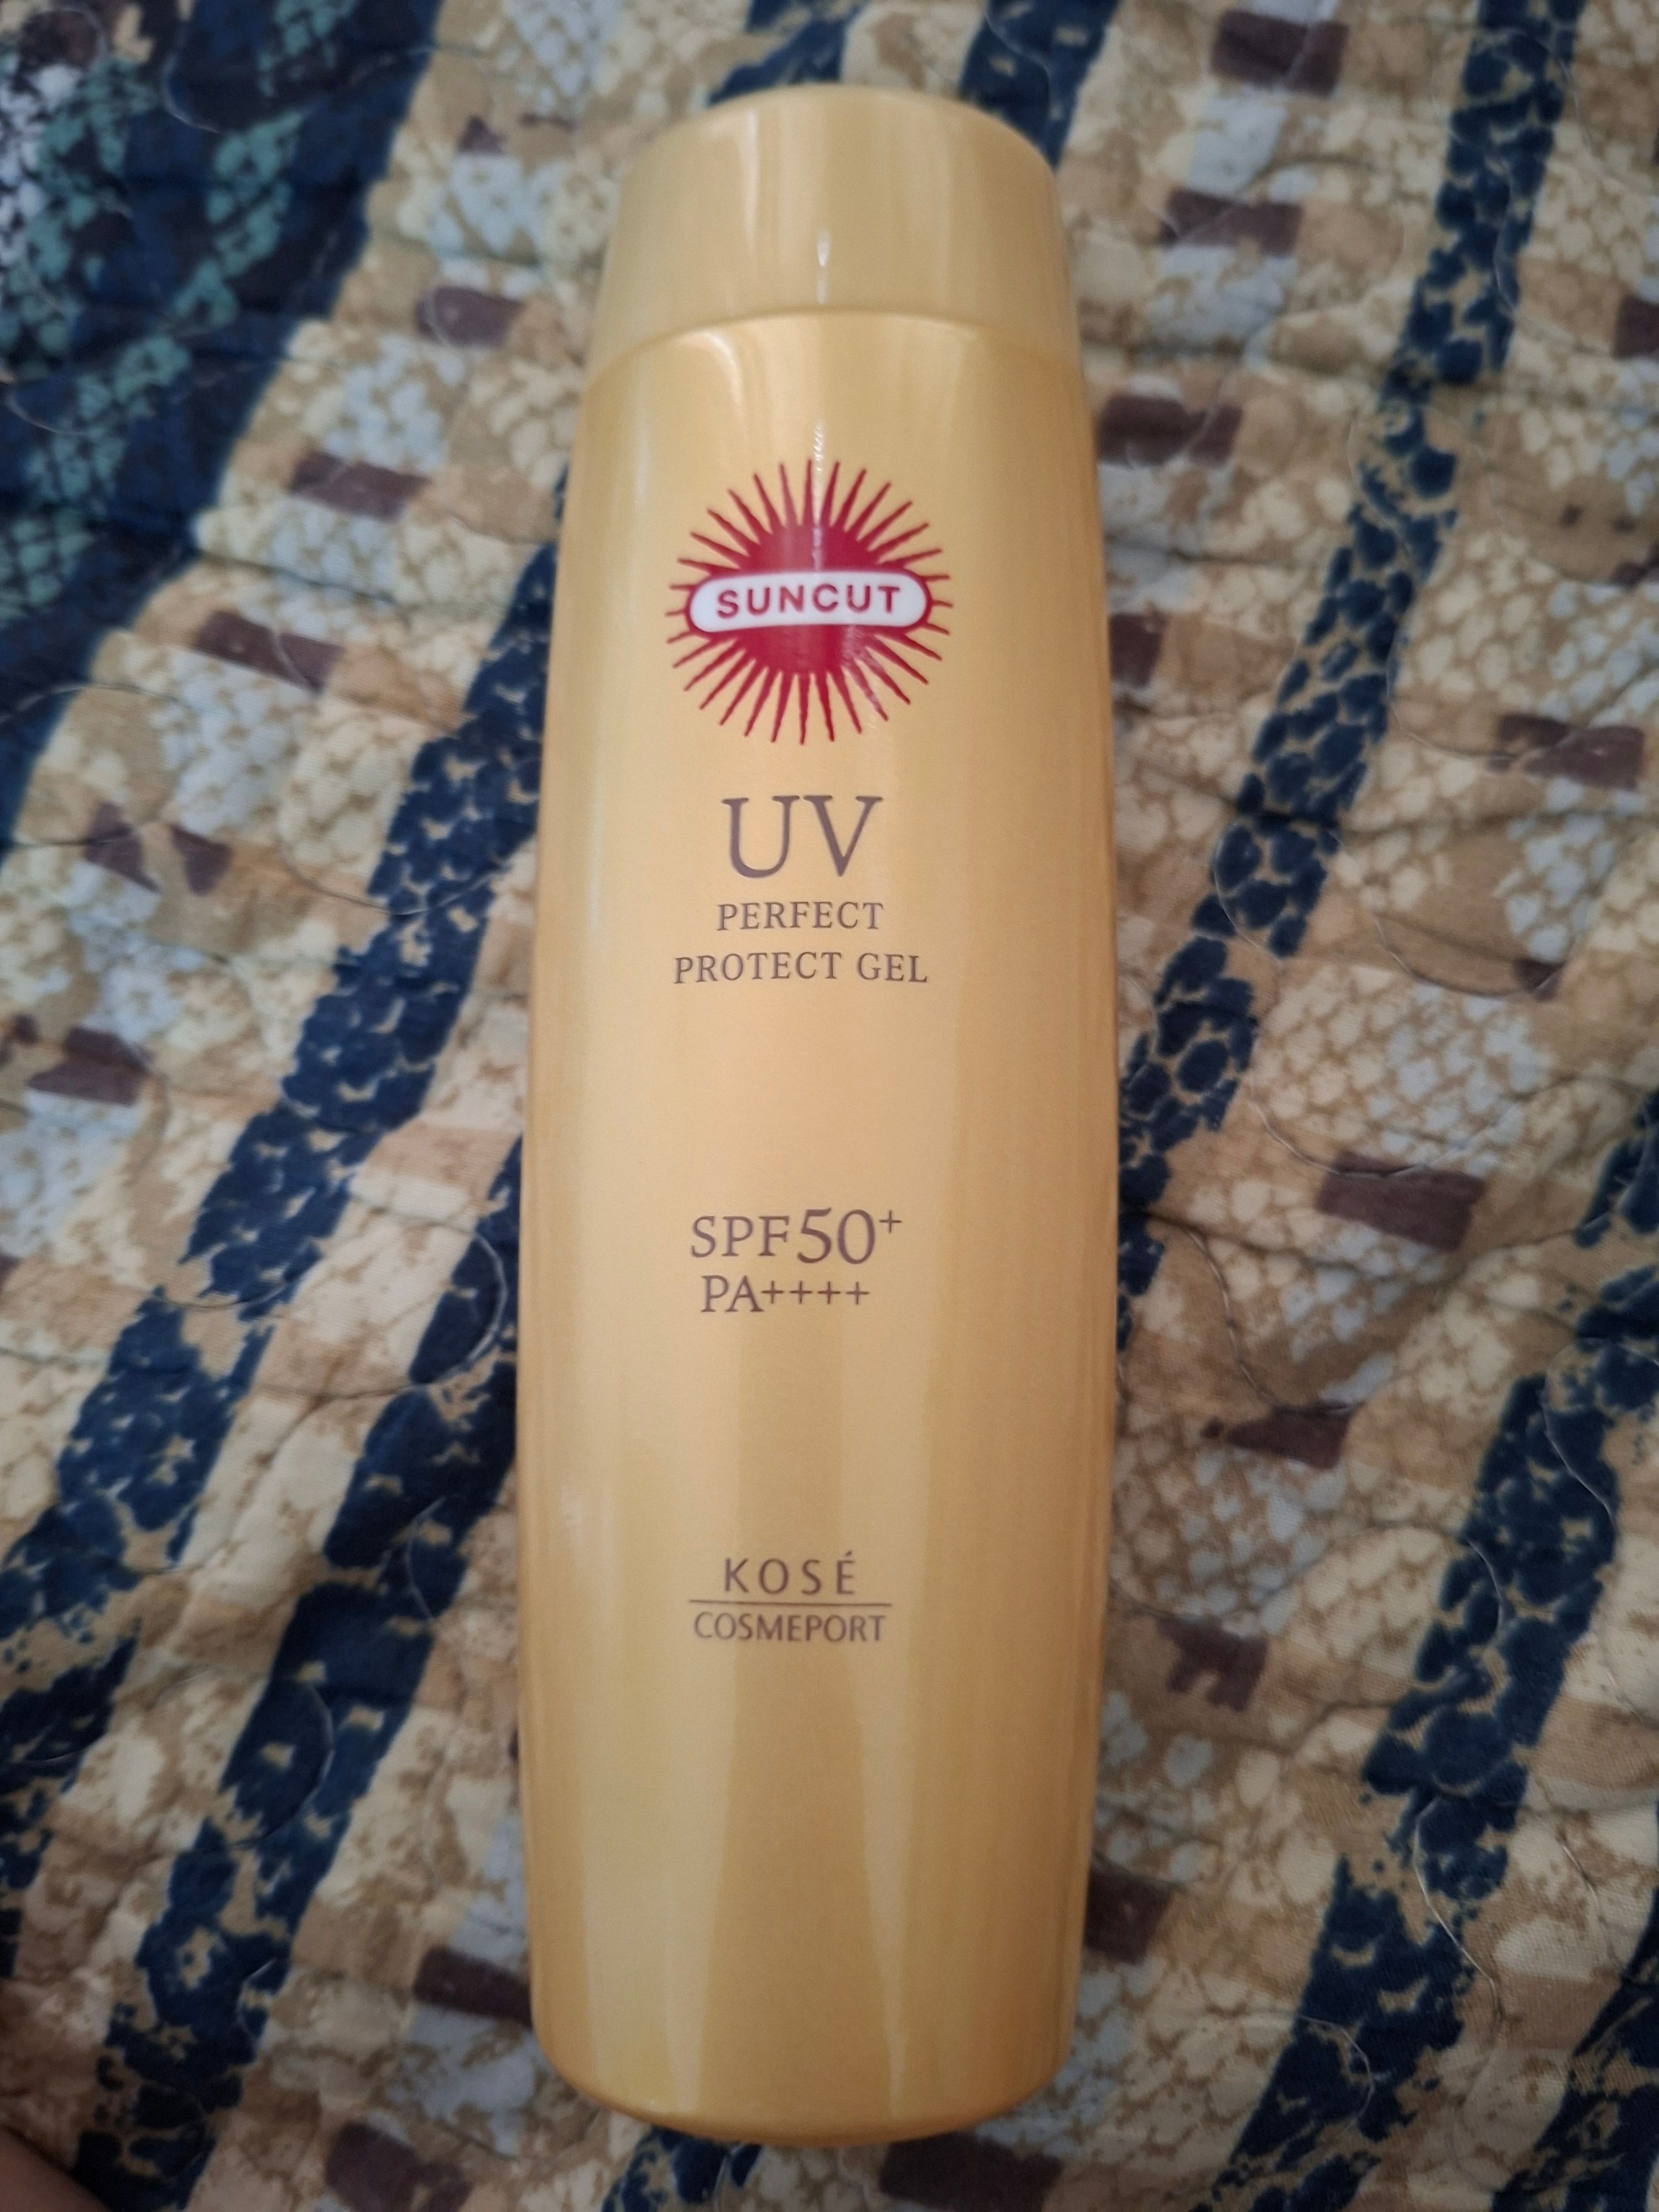 SUNCUT
UV
PERFECT
PROTECT GEL
SPF50+
PA++++
KOSÉ
COSMEPORT